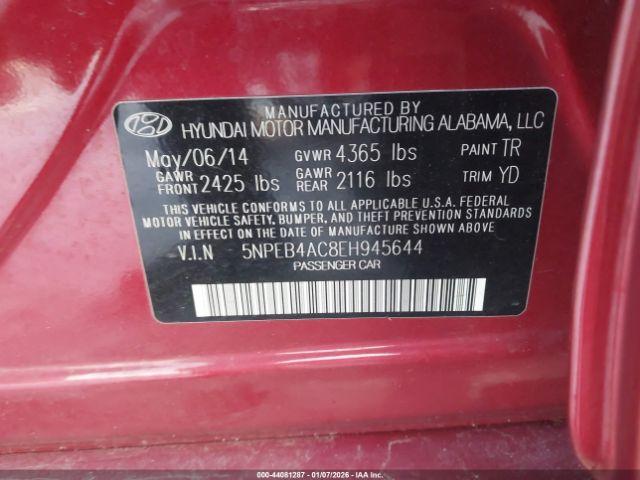 MANUFACTURED BY
HYUNDAI MOTOR MANUFACTURING ALABAMA, LLC
May/06/14 GVWR 4365 lbs PAINT TR
GAWR FRONT 2425 lbs GAWR REAR 2116 lbs TRIM YD
THIS VEHICLE CONFORMS TO ALL APPLICABLE U.S.A. FEDERAL
MOTOR VEHICLE SAFETY, BUMPER, AND THEFT PREVENTION STANDARDS
IN EFFECT ON THE DATE OF MANUFACTURE SHOWN ABOVE.
V.I.N 5NPEB4AC8EH945644
PASSENGER CAR
000-44081287 - 01/07/2026 - IAAI, Inc.